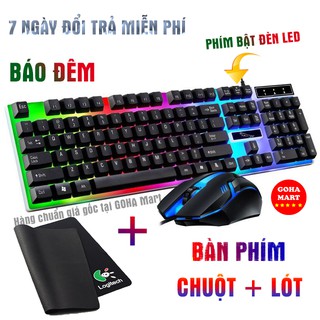 7 NGÀY ĐỔI TRẢ MIỄN PHÍ
PHÍM BẬT ĐÈN LED
BÁO ĐÊM
GOHA
MART
Hàng chuẩn giá gốc tại GOHA Mart
+
BÀN PHÍM
CHUỘT + LÓT
Logitech